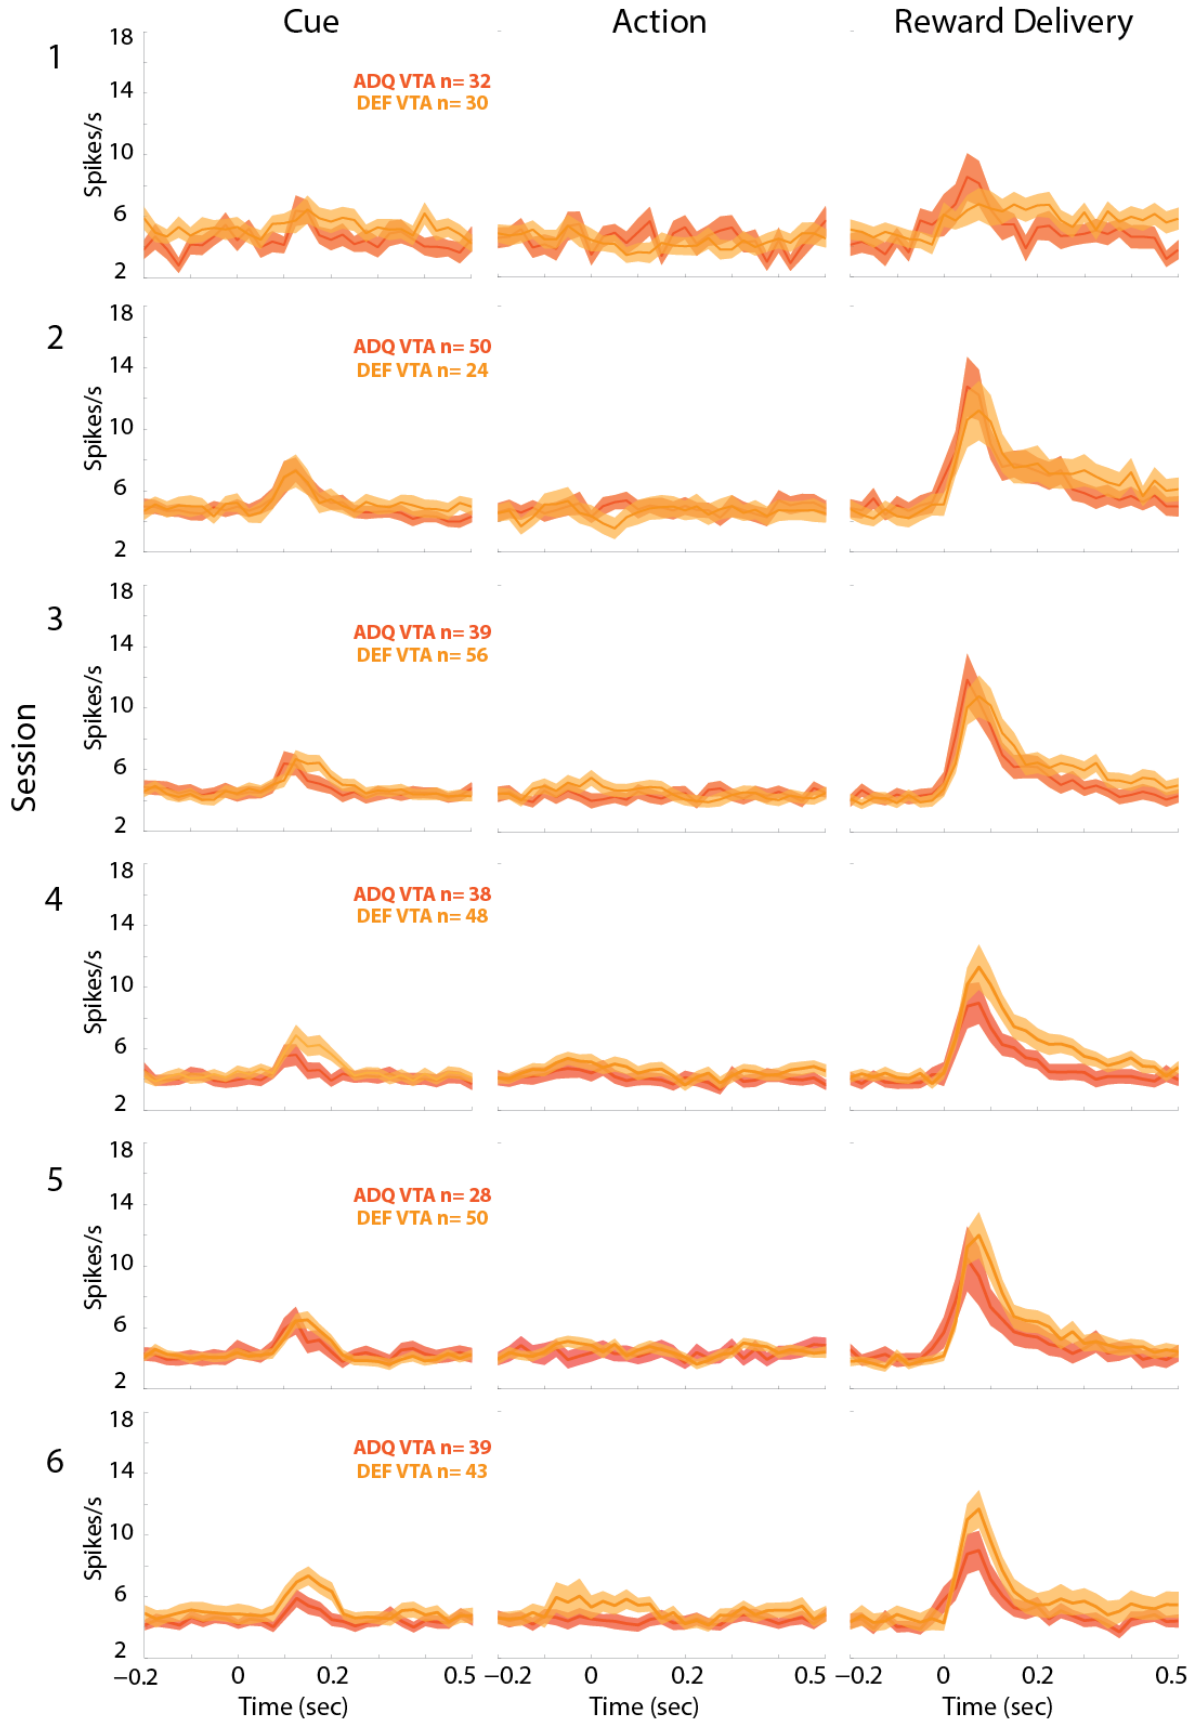 Cue Action Reward Delivery
1
18
14
10
6
2
Spikes/s
ADQ VTA n= 32
DEF VTA n= 30
2
18
14
10
6
2
Spikes/s
ADQ VTA n= 50
DEF VTA n= 24
3
18
14
10
6
2
Spikes/s
ADQ VTA n= 39
DEF VTA n= 56
Session
4
18
14
10
6
2
Spikes/s
ADQ VTA n= 38
DEF VTA n= 48
5
18
14
10
6
2
Spikes/s
ADQ VTA n= 28
DEF VTA n= 50
6
18
14
10
6
2
Spikes/s
ADQ VTA n= 39
DEF VTA n= 43
−0.2 0 0.2 0.5 −0.2 0 0.2 0.5 −0.2 0 0.2 0.5
Time (sec) Time (sec) Time (sec)